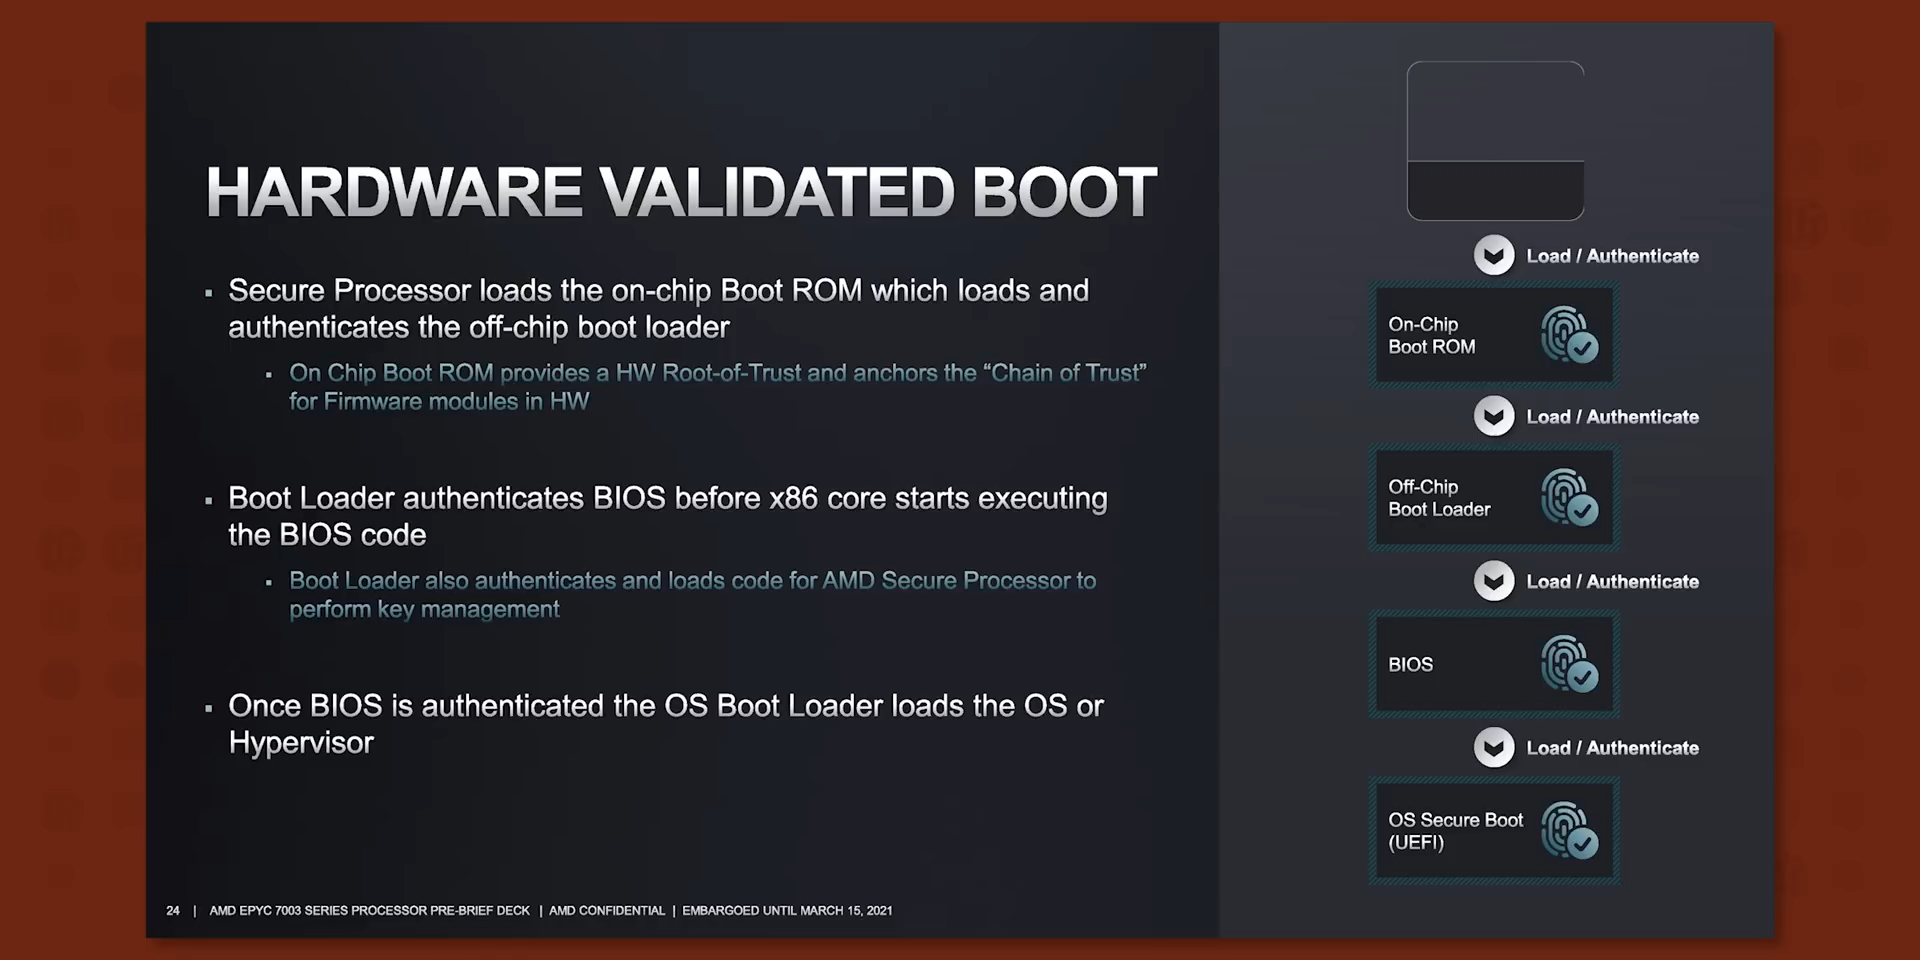 HARDWARE VALIDATED BOOT
▪ Secure Processor loads the on-chip Boot ROM which loads and
authenticates the off-chip boot loader
▪ On Chip Boot ROM provides a HW Root-of-Trust and anchors the “Chain of Trust”
for Firmware modules in HW
▪ Boot Loader authenticates BIOS before x86 core starts executing
the BIOS code
▪ Boot Loader also authenticates and loads code for AMD Secure Processor to
perform key management
▪ Once BIOS is authenticated the OS Boot Loader loads the OS or
Hypervisor
Load / Authenticate
On-Chip
Boot ROM
Load / Authenticate
Off-Chip
Boot Loader
Load / Authenticate
BIOS
Load / Authenticate
OS Secure Boot
(UEFI)
24 | AMD EPYC 7003 SERIES PROCESSOR PRE-BRIEF DECK | AMD CONFIDENTIAL | EMBARGOED UNTIL MARCH 15, 2021